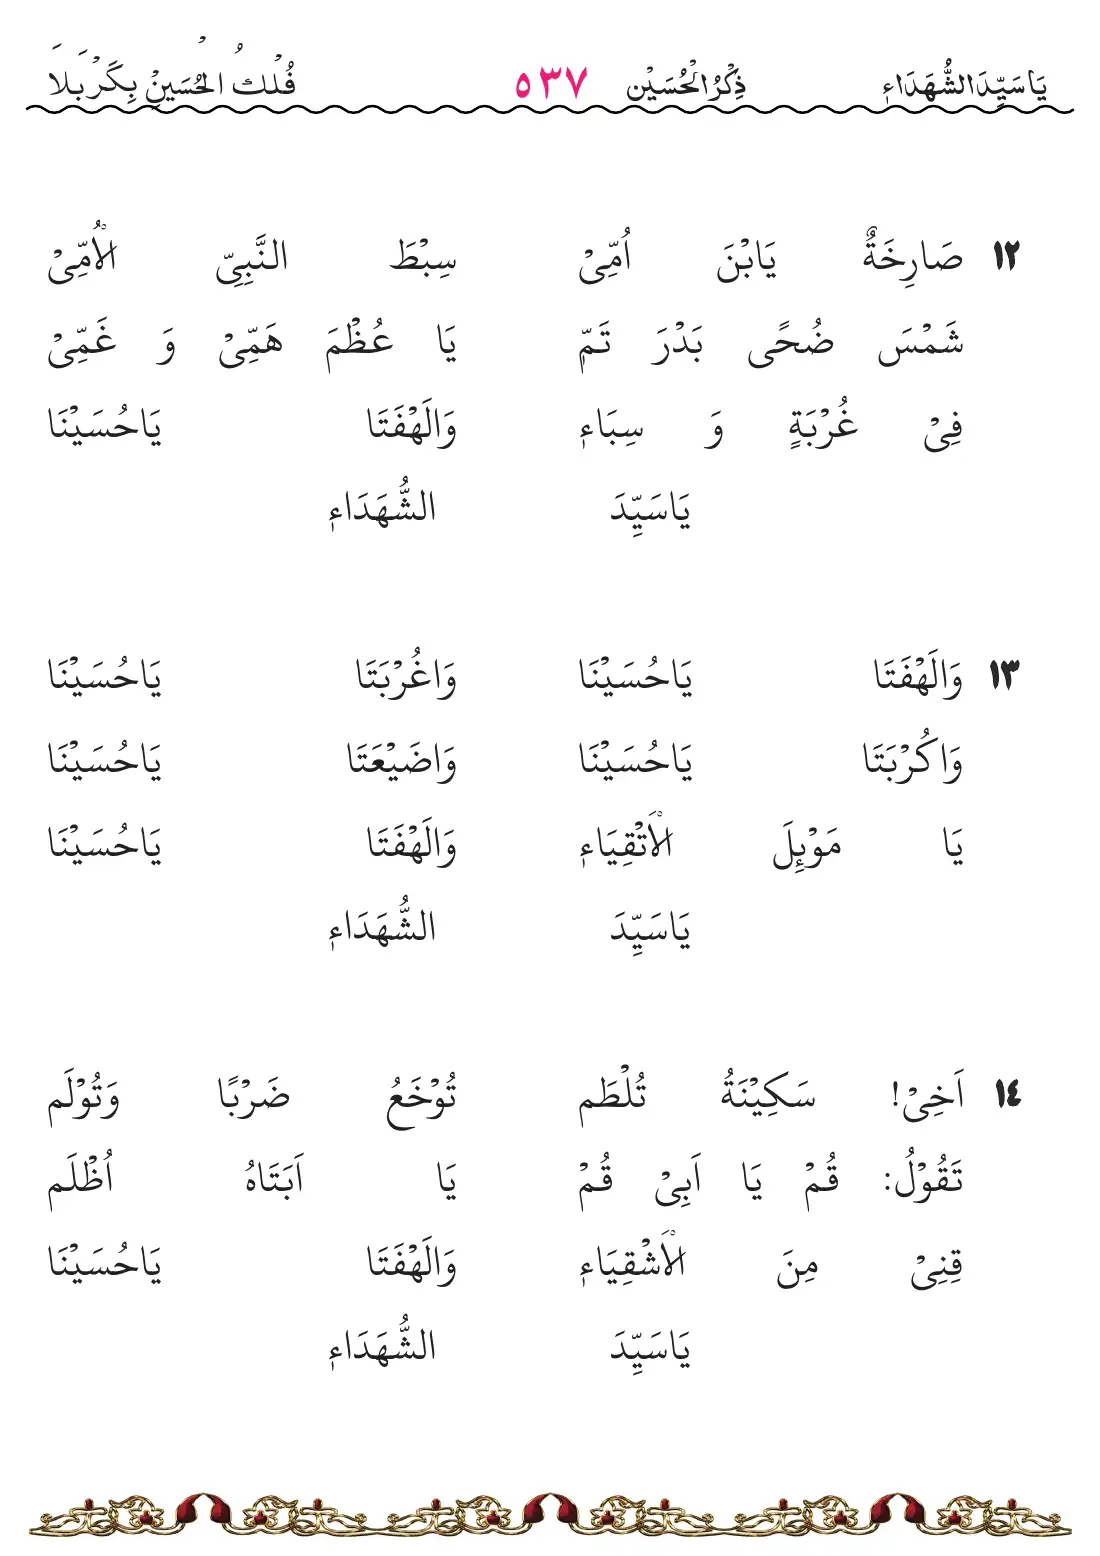 يَاسَيِّدَالشُّهَدَاءِ ذِكْرُالْحُسَيْن ٥٣٧ فُلْكُ الْحُسَيْنْ بِكَرْبَلَا
١٢ صَارِخَةٌ يَابْنَ اُمِّيْ سِبْطَ النَّبِيِّ الْاُمِّيْ
شَمْسَ ضُحًى بَدْرَ تَمّ يَا عُظْمَ هَمِّيْ وَ غَمِّيْ
فِيْ غُرْبَةٍ وَ سِبَاءِ وَالَهْفَتَا يَاحُسَيْنَا
يَاسَيِّدَ الشُّهَدَاءِ
١٣ وَالَهْفَتَا يَاحُسَيْنَا وَاغُرْبَتَا يَاحُسَيْنَا
وَاكُرْبَتَا يَاحُسَيْنَا وَاضَيْعَتَا يَاحُسَيْنَا
يَا مَوْئِلَ الْاَتْقِيَاءِ وَالَهْفَتَا يَاحُسَيْنَا
يَاسَيِّدَ الشُّهَدَاءِ
١٤ اَخِيْ! سَكِيْنَةُ تُلْطَم تُوْخَعُ ضَرْبًا وَتُوْلَم
تَقُوْلُ: قُمْ يَا اَبِيْ قُمْ يَا اَبَتَاهُ اُظْلَم
قِنِيْ مِنَ الْاَشْقِيَاءِ وَالَهْفَتَا يَاحُسَيْنَا
يَاسَيِّدَ الشُّهَدَاءِ